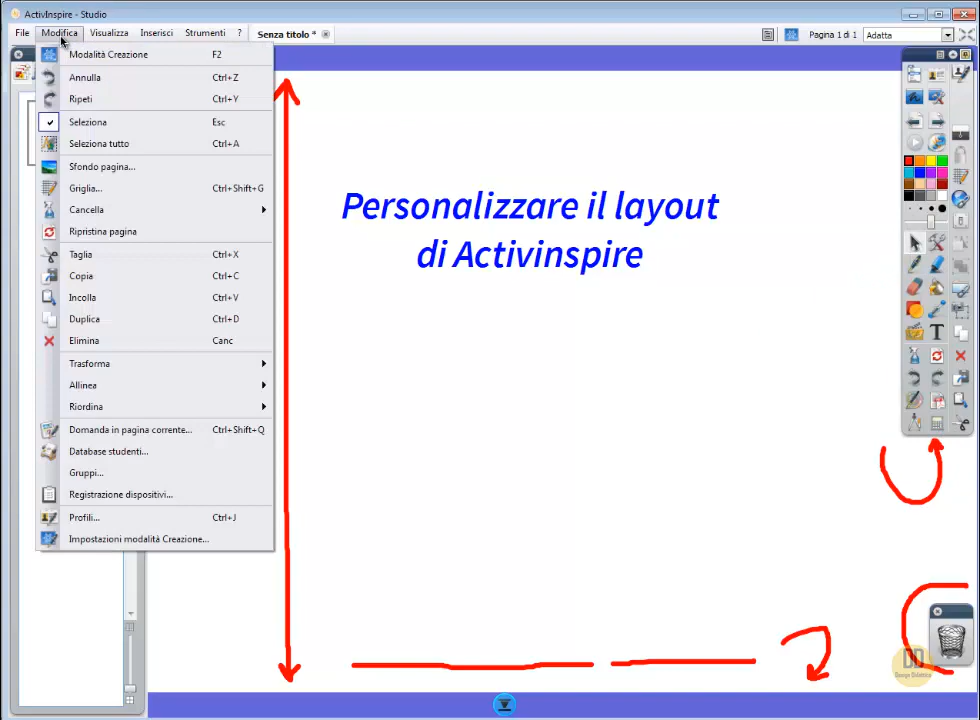 ActivInspire - Studio
File Modifica Visualizza Inserisci Strumenti ? Senza titolo * Pagina 1 di 1 Adatta
Modalità Creazione F2
Annulla Ctrl+Z
Ripeti Ctrl+Y
Seleziona Esc
Seleziona tutto Ctrl+A
Sfondo pagina...
Griglia... Ctrl+Shift+G
Cancella
Ripristina pagina
Taglia Ctrl+X
Copia Ctrl+C
Incolla Ctrl+V
Duplica Ctrl+D
Elimina Canc
Trasforma
Allinea
Riordina
Domanda in pagina corrente... Ctrl+Shift+Q
Database studenti...
Gruppi...
Registrazione dispositivi...
Profili... Ctrl+J
Impostazioni modalità Creazione...
Personalizzare il layout
di Activinspire
T
DD
Design Didattico